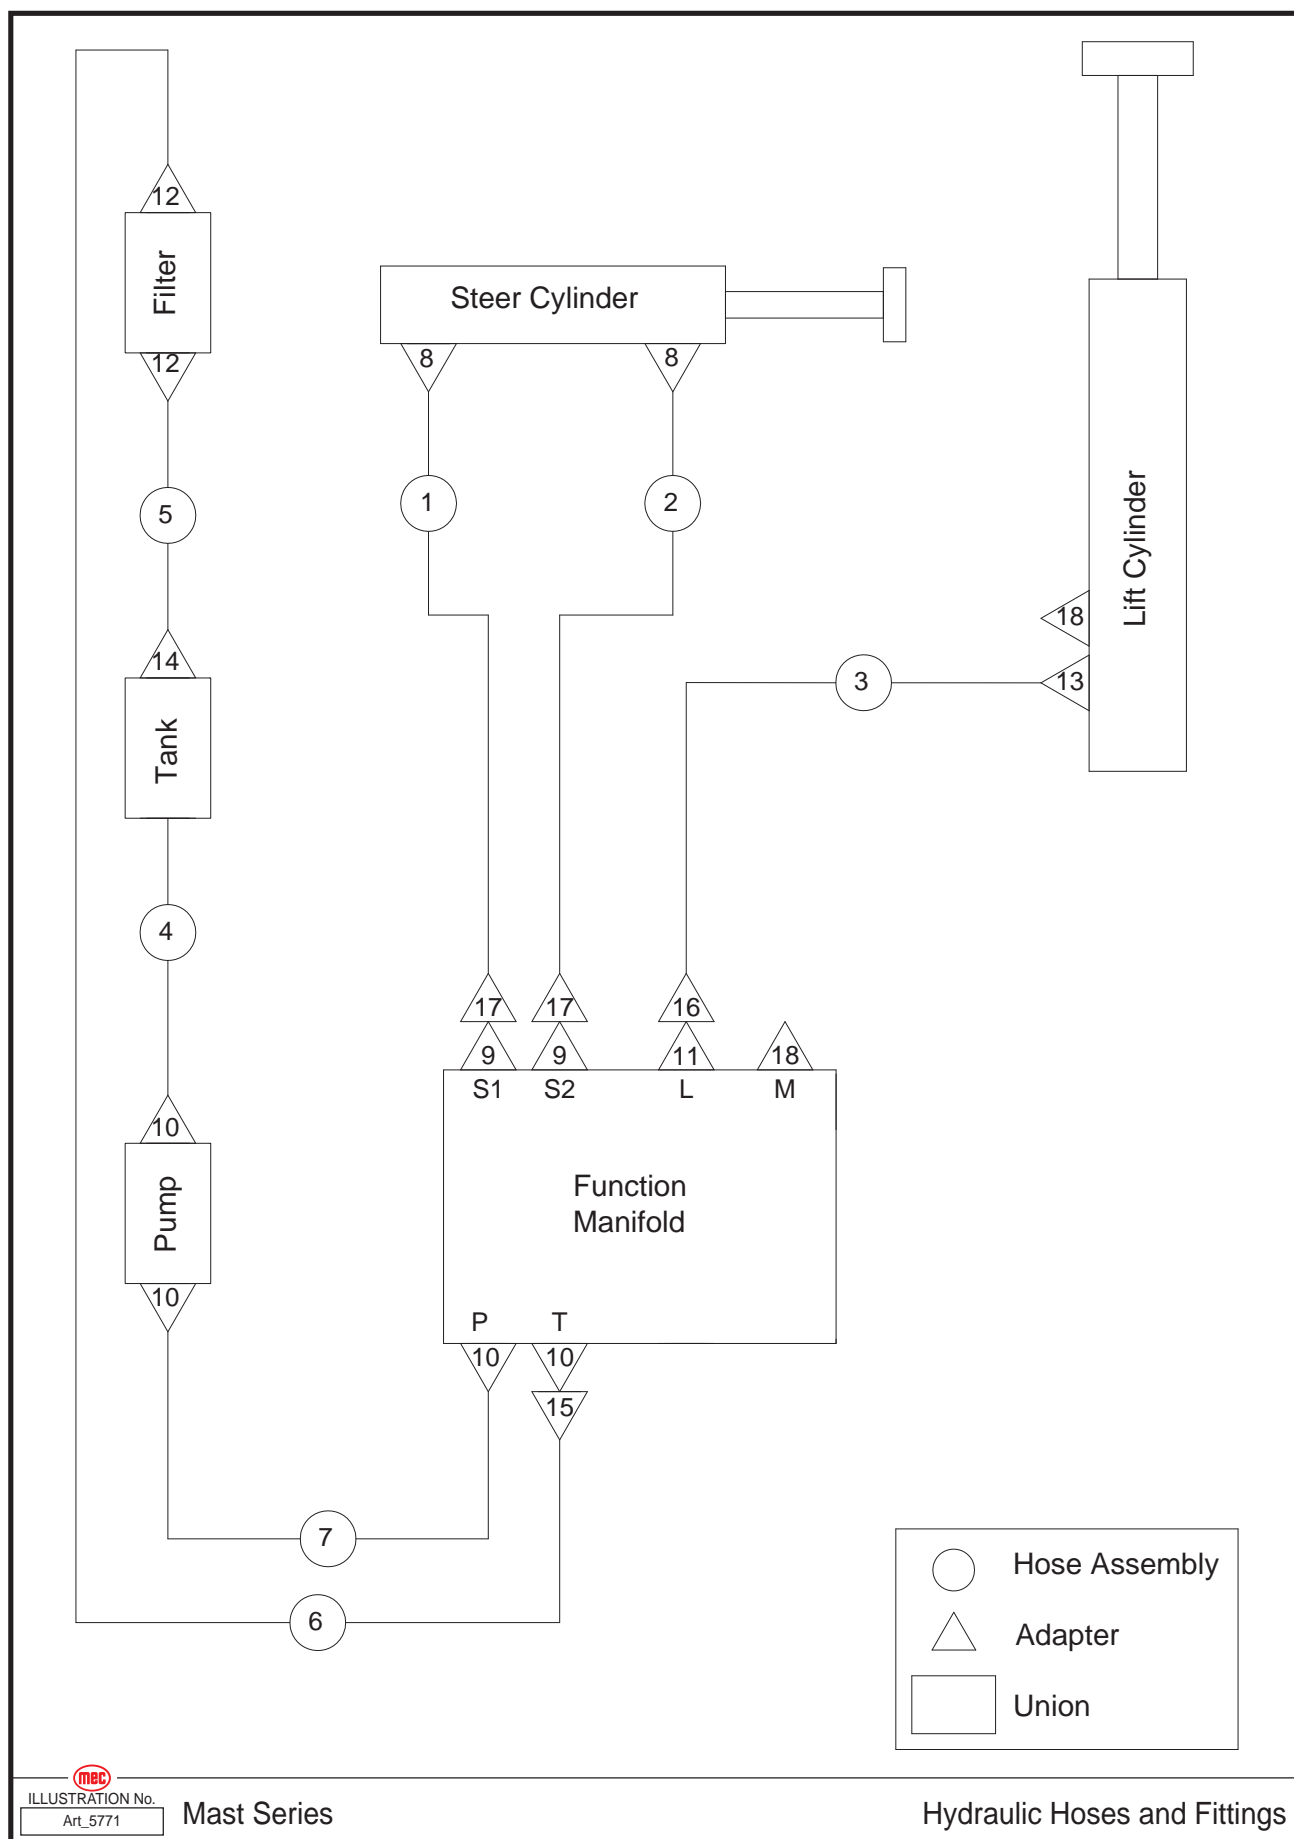 12
Filter
12
Steer Cylinder
8
8
5
1
2
Lift Cylinder
18
14
13
3
Tank
4
17
17
16
9
9
11
18
S1
S2
L
M
10
Pump
Function
Manifold
10
P
T
10
10
15
7
6
Hose Assembly
Adapter
Union
mec
ILLUSTRATION No.
Art_5771
Mast Series
Hydraulic Hoses and Fittings